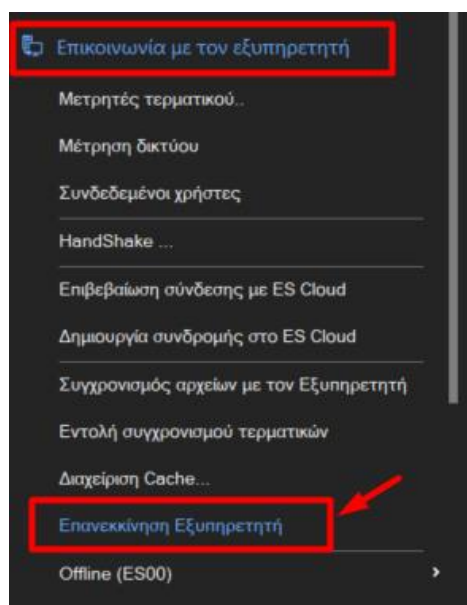 Επικοινωνία με τον εξυπηρετητή
Μετρητές τερματικού..
Μέτρηση δικτύου
Συνδεδεμένοι χρήστες
HandShake ...
Επιβεβαίωση σύνδεσης με ES Cloud
Δημιουργία συνδρομής στο ES Cloud
Συγχρονισμός αρχείων με τον Εξυπηρετητή
Εντολή συγχρονισμού τερματικών
Διαχείριση Cache...
Επανεκκίνηση Εξυπηρετητή
Offline (ES00)